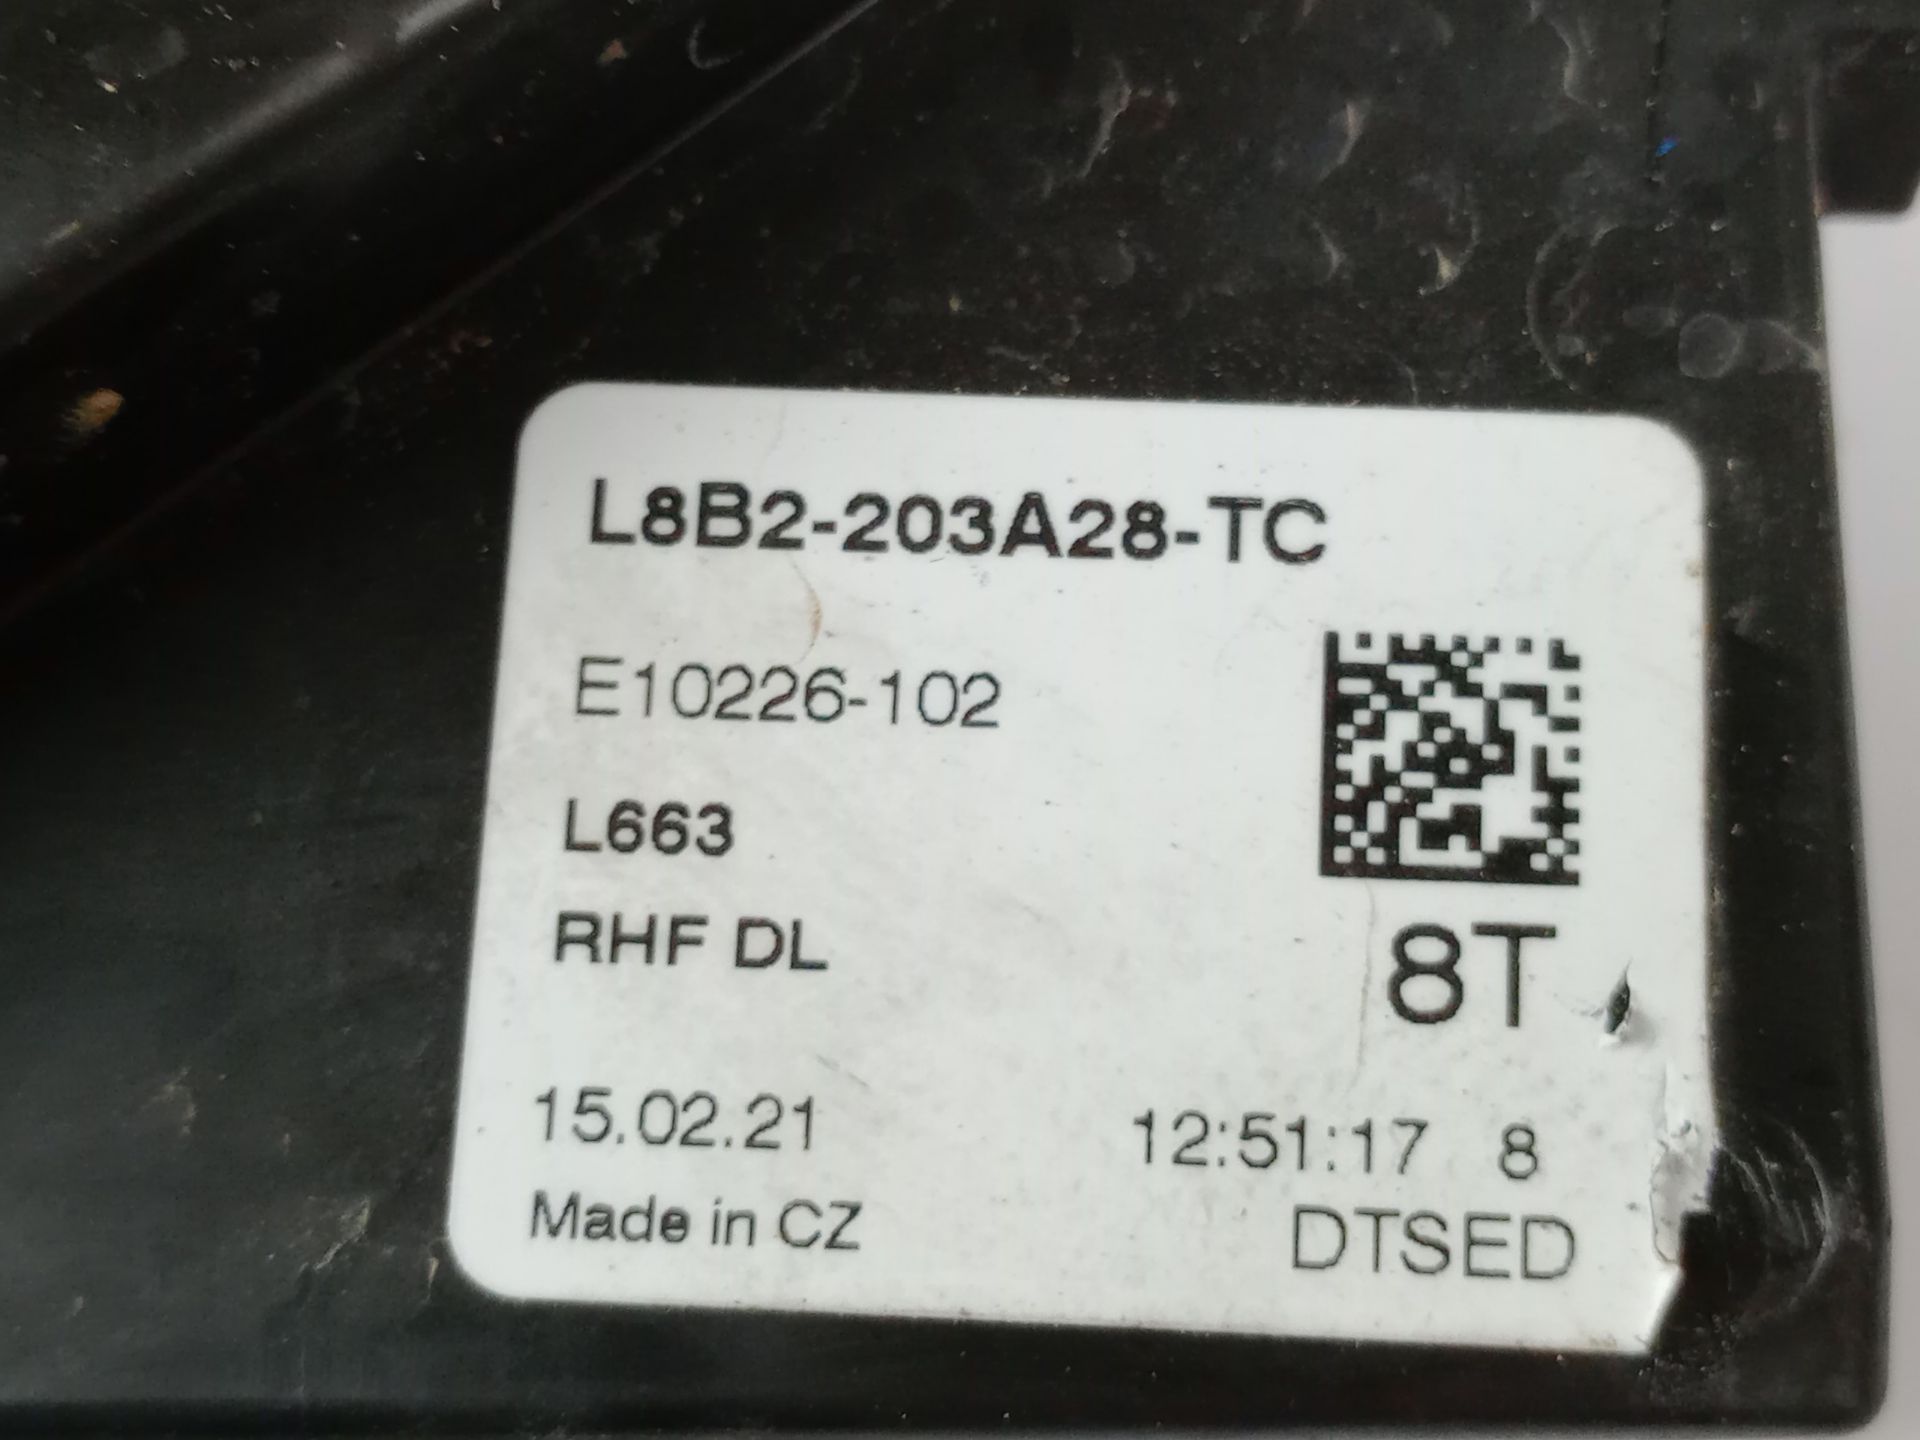 L8B2-203A28-TC
E10226-102
L663
RHF DL
8T
15.02.21 12:51:17 8
Made in CZ DTSED